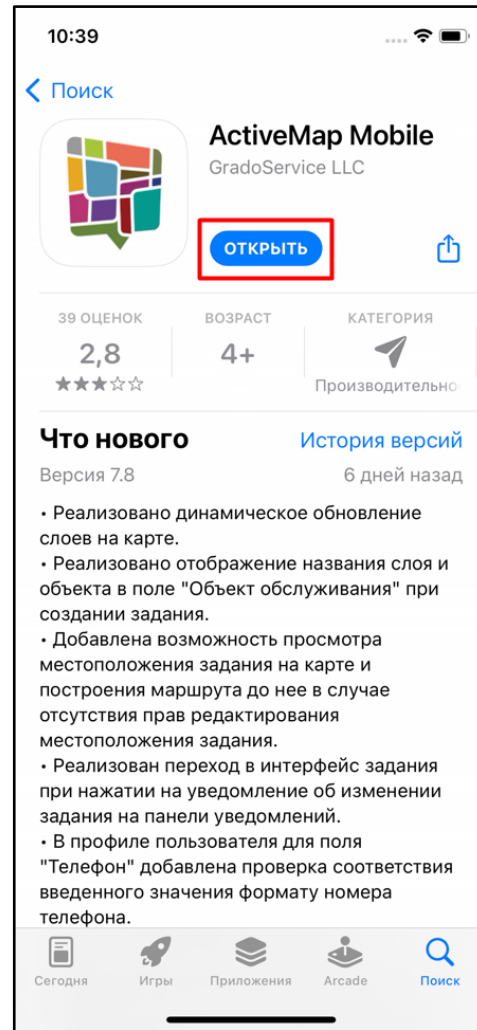 10:39
Поиск
ActiveMap Mobile
GradoService LLC
ОТКРЫТЬ
39 ОЦЕНОК
2,8
ВОЗРАСТ
4+
КАТЕГОРИЯ
Производительно
Что нового
История версий
Версия 7.8
6 дней назад
• Реализовано динамическое обновление
слоев на карте.
• Реализовано отображение названия слоя и
объекта в поле "Объект обслуживания" при
создании задания.
• Добавлена возможность просмотра
местоположения задания на карте и
построения маршрута до нее в случае
отсутствия прав редактирования
местоположения задания.
• Реализован переход в интерфейс задания
при нажатии на уведомление об изменении
задания на панели уведомлений.
• В профиле пользователя для поля
"Телефон" добавлена проверка соответствия
введенного значения формату номера
телефона.
Сегодня
Игры
Приложения
Arcade
Поиск